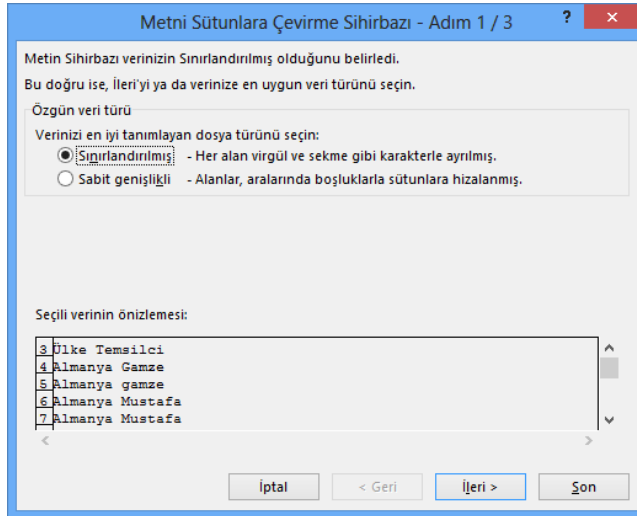 Metni Sütunlara Çevirme Sihirbazı - Adım 1 / 3 ? ×
Metin Sihirbazı verinizin Sınırlandırılmış olduğunu belirledi.
Bu doğru ise, İleri'yi ya da verinize en uygun veri türünü seçin.
Özgün veri türü
Verinizi en iyi tanımlayan dosya türünü seçin:
Sınırlandırılmış - Her alan virgül ve sekme gibi karakterle ayrılmış.
Sabit genişlikli - Alanlar, aralarında boşluklarla sütunlara hizalanmış.
Seçili verinin önizlemesi:
3 Ülke Temsilci
4 Almanya Gamze
5 Almanya gamze
6 Almanya Mustafa
7 Almanya Mustafa
İptal < Geri İleri > Son